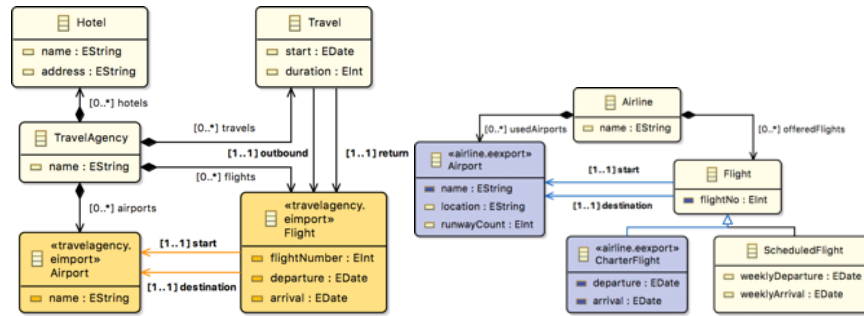 Hotel
name : EString
address : EString
Travel
start : EDate
duration : EInt
[0..*] hotels
[0..*] travels
TravelAgency
name : EString
[1..1] outbound
[1..1] return
[0..*] flights
[0..*] airports
«travelagency.
eimport»
Airport
name : EString
[1..1] start
[1..1] destination
«travelagency.
eimport»
Flight
flightNumber : EInt
departure : EDate
arrival : EDate
Airline
name : EString
[0..*] usedAirports
[0..*] offeredFlights
«airline.eexport»
Airport
name : EString
location : EString
runwayCount : EInt
[1..1] start
[1..1] destination
Flight
flightNo : EInt
«airline.eexport»
CharterFlight
departure : EDate
arrival : EDate
ScheduledFlight
weeklyDeparture : EDate
weeklyArrival : EDate